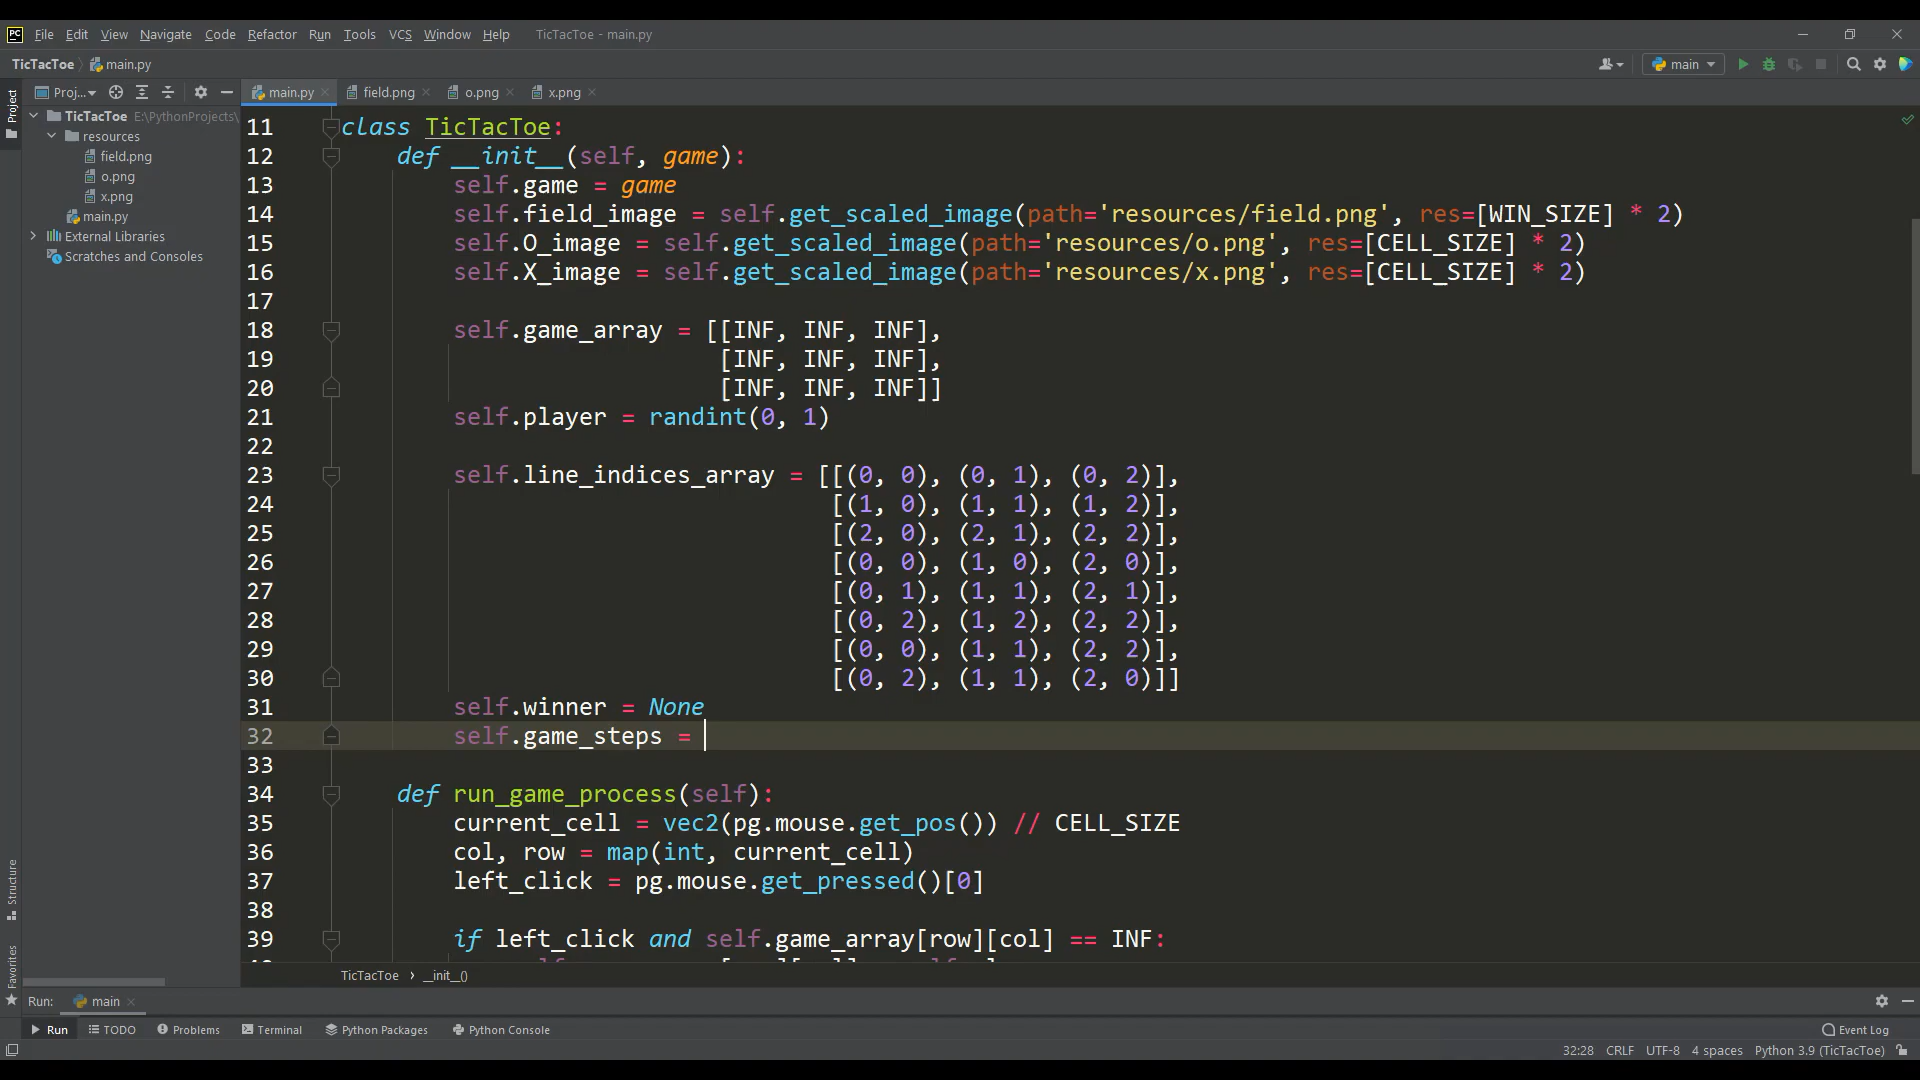 PC File Edit View Navigate Code Refactor Run Tools VCS Window Help TicTacToe - main.py
TicTacToe main.py main
Project Proj... main.py field.png o.png x.png
TicTacToe E:\PythonProjects\
resources
field.png
o.png
x.png
main.py
External Libraries
Scratches and Consoles
11 class TicTacToe:
12 def __init__(self, game):
13 self.game = game
14 self.field_image = self.get_scaled_image(path='resources/field.png', res=[WIN_SIZE] * 2)
15 self.O_image = self.get_scaled_image(path='resources/o.png', res=[CELL_SIZE] * 2)
16 self.X_image = self.get_scaled_image(path='resources/x.png', res=[CELL_SIZE] * 2)
17
18 self.game_array = [[INF, INF, INF],
19 [INF, INF, INF],
20 [INF, INF, INF]]
21 self.player = randint(0, 1)
22
23 self.line_indices_array = [[(0, 0), (0, 1), (0, 2)],
24 [(1, 0), (1, 1), (1, 2)],
25 [(2, 0), (2, 1), (2, 2)],
26 [(0, 0), (1, 0), (2, 0)],
27 [(0, 1), (1, 1), (2, 1)],
28 [(0, 2), (1, 2), (2, 2)],
29 [(0, 0), (1, 1), (2, 2)],
30 [(0, 2), (1, 1), (2, 0)]]
31 self.winner = None
32 self.game_steps =
33
34 def run_game_process(self):
35 current_cell = vec2(pg.mouse.get_pos()) // CELL_SIZE
36 col, row = map(int, current_cell)
37 left_click = pg.mouse.get_pressed()[0]
38
39 if left_click and self.game_array[row][col] == INF:
Structure
Favorites
TicTacToe › __init__()
Run: main
Run TODO Problems Terminal Python Packages Python Console Event Log
32:28 CRLF UTF-8 4 spaces Python 3.9 (TicTacToe)